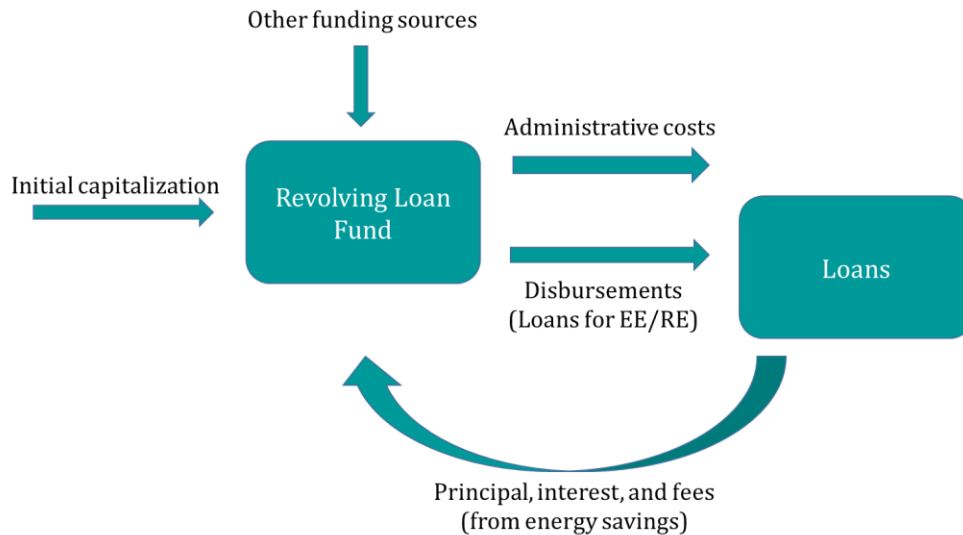 Other funding sources
Administrative costs
Initial capitalization
Revolving Loan
Fund
Loans
Disbursements
(Loans for EE/RE)
Principal, interest, and fees
(from energy savings)